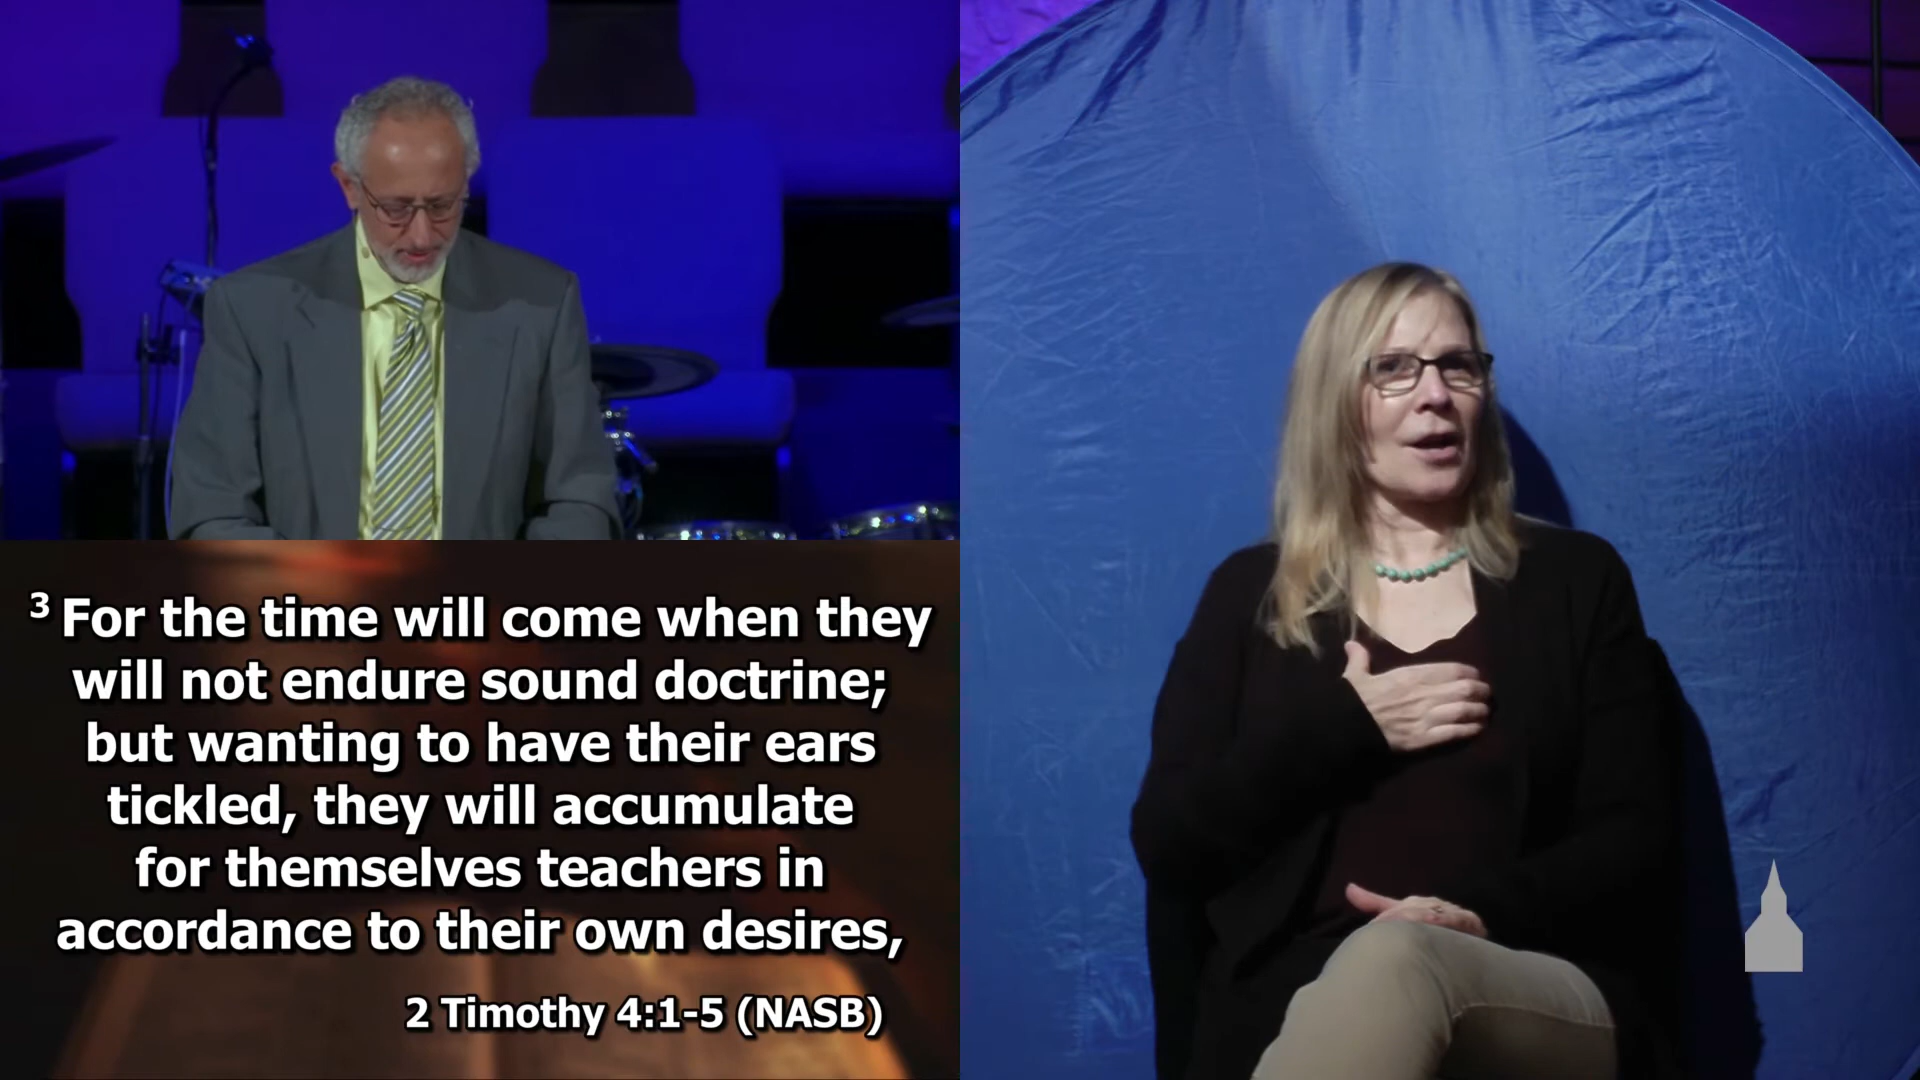 3 For the time will come when they
will not endure sound doctrine;
but wanting to have their ears
tickled, they will accumulate
for themselves teachers in
accordance to their own desires,
2 Timothy 4:1-5 (NASB)